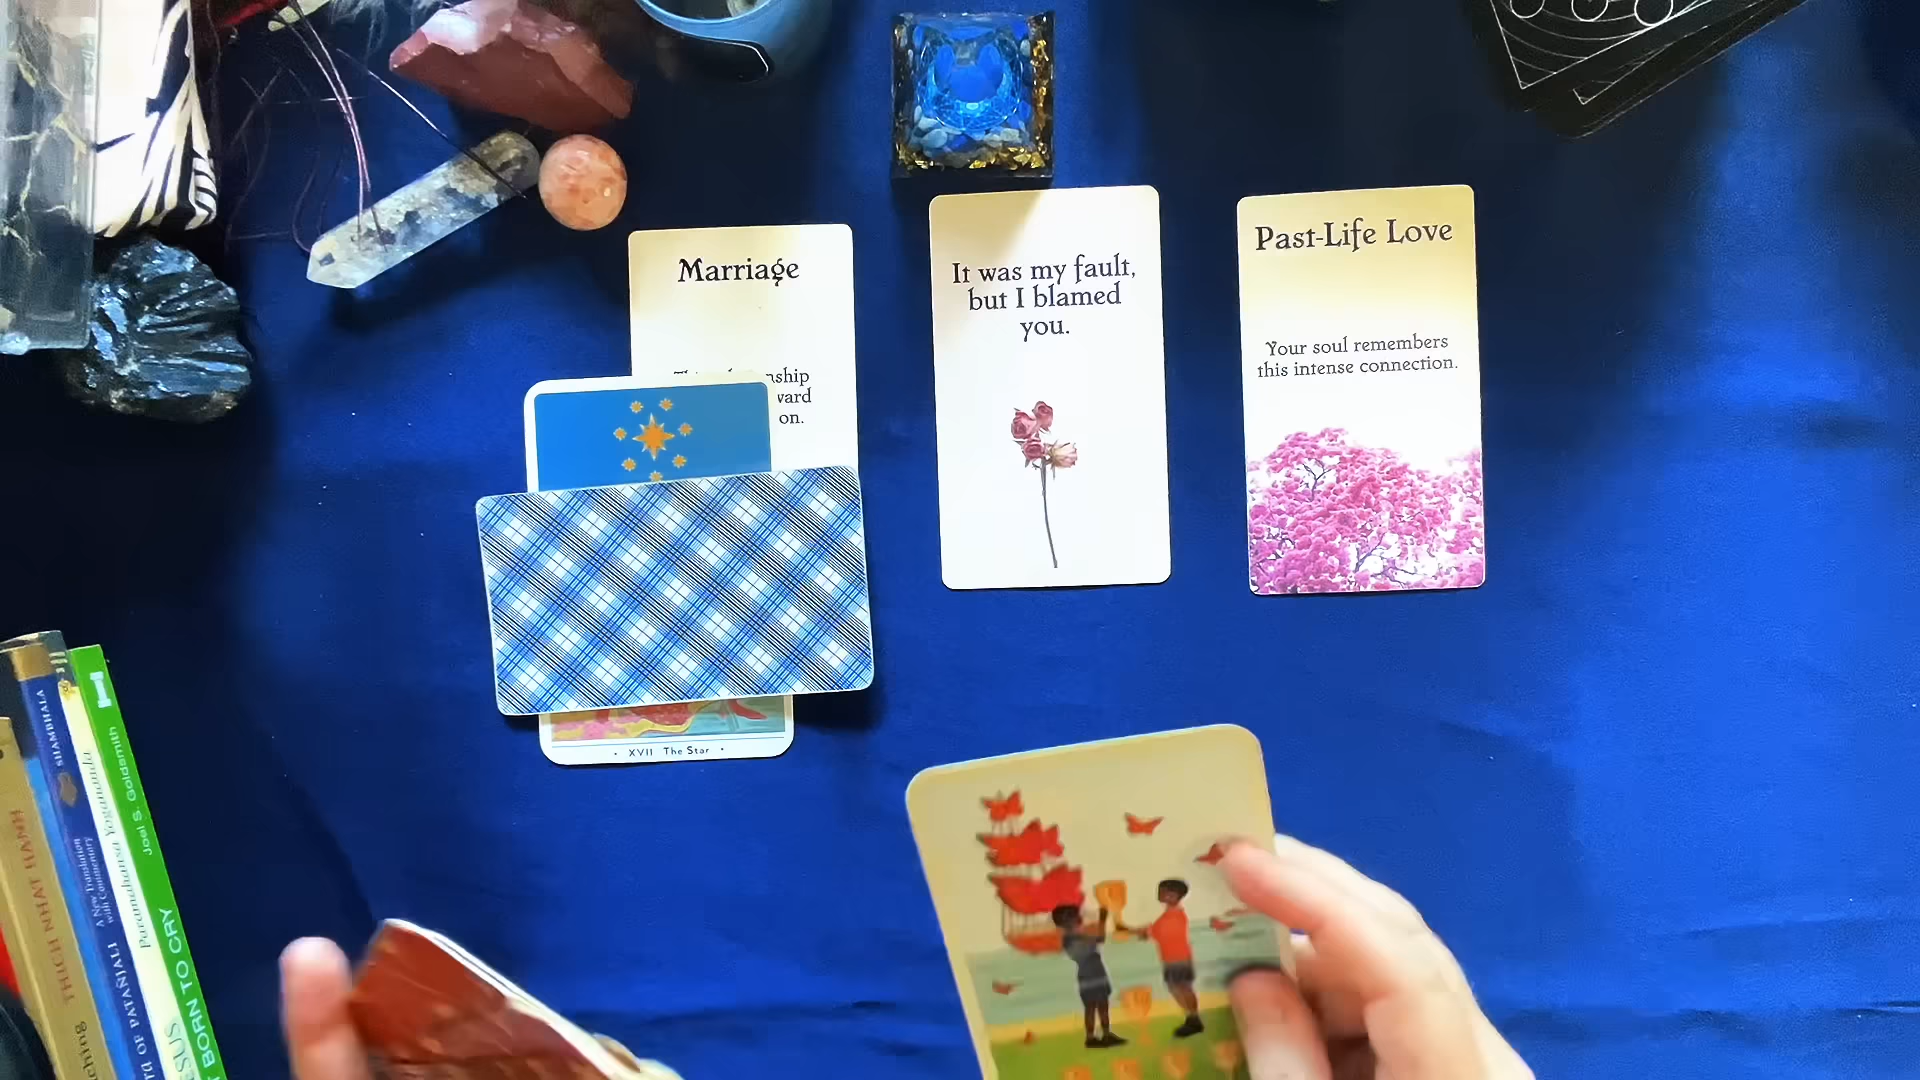 Marriage
nship
ward
on.
It was my fault,
but I blamed
you.
Past-Life Love
Your soul remembers
this intense connection.
• XVII The Star •
THICH NHAT HANH
SHAMBHALA
A New Translation
with Commentary
OF PATANJALI
Paramahansa Yogananda
Joel S. Goldsmith
BORN TO CRY